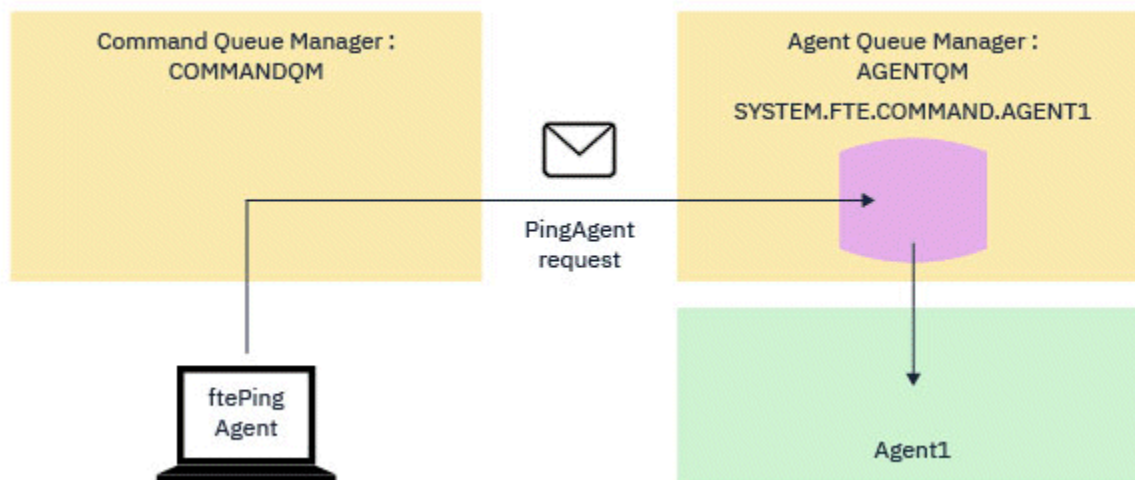 Command Queue Manager :
COMMANDQM
Agent Queue Manager :
AGENTQM
SYSTEM.FTE.COMMAND.AGENT1
PingAgent
request
ftePing
Agent
Agent1